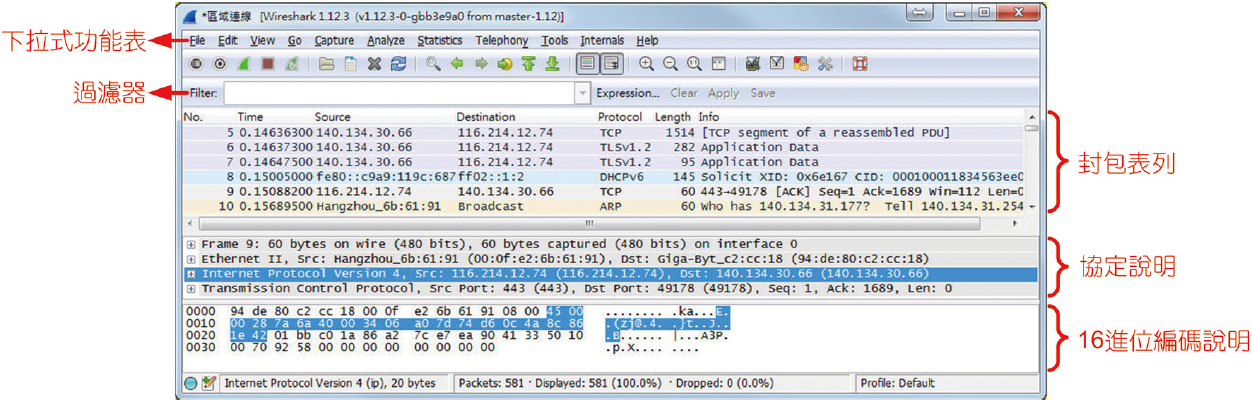 *區域連線 [Wireshark 1.12.3 (v1.12.3-0-gbb3e9a0 from master-1.12)]
下拉式功能表
File Edit View Go Capture Analyze Statistics Telephony Tools Internals Help
過濾器
Filter: Expression... Clear Apply Save
No. Time Source Destination Protocol Length Info
5 0.14636300 140.134.30.66 116.214.12.74 TCP 1514 [TCP segment of a reassembled PDU]
6 0.14637300 140.134.30.66 116.214.12.74 TLSv1.2 282 Application Data
7 0.14647500 140.134.30.66 116.214.12.74 TLSv1.2 95 Application Data
8 0.15005000 fe80::c9a9:119c:687 ff02::1:2 DHCPv6 145 Solicit XID: 0x6e167 CID: 000100011834563ee0
9 0.15088200 116.214.12.74 140.134.30.66 TCP 60 443→49178 [ACK] Seq=1 Ack=1689 Win=112 Len=0
10 0.15689500 Hangzhou_6b:61:91 Broadcast ARP 60 Who has 140.134.31.177? Tell 140.134.31.254
封包表列
Frame 9: 60 bytes on wire (480 bits), 60 bytes captured (480 bits) on interface 0
Ethernet II, Src: Hangzhou_6b:61:91 (00:0f:e2:6b:61:91), Dst: Giga-Byt_c2:cc:18 (94:de:80:c2:cc:18)
Internet Protocol Version 4, Src: 116.214.12.74 (116.214.12.74), Dst: 140.134.30.66 (140.134.30.66)
Transmission Control Protocol, Src Port: 443 (443), Dst Port: 49178 (49178), Seq: 1, Ack: 1689, Len: 0
協定說明
0000 94 de 80 c2 cc 18 00 0f e2 6b 61 91 08 00 45 00 ........ .ka...E.
0010 00 28 7a 6a 40 00 34 06 a0 7d 74 d6 0c 4a 8c 86 .(zj@.4. .}t..J..
0020 1e 42 01 bb c0 1a 86 a2 7c e7 ea 90 41 33 50 10 .B...... |...A3P.
0030 00 70 92 58 00 00 00 00 00 00 00 00 .p.X.... ....
16進位編碼說明
Internet Protocol Version 4 (ip), 20 bytes Packets: 581 · Displayed: 581 (100.0%) · Dropped: 0 (0.0%) Profile: Default